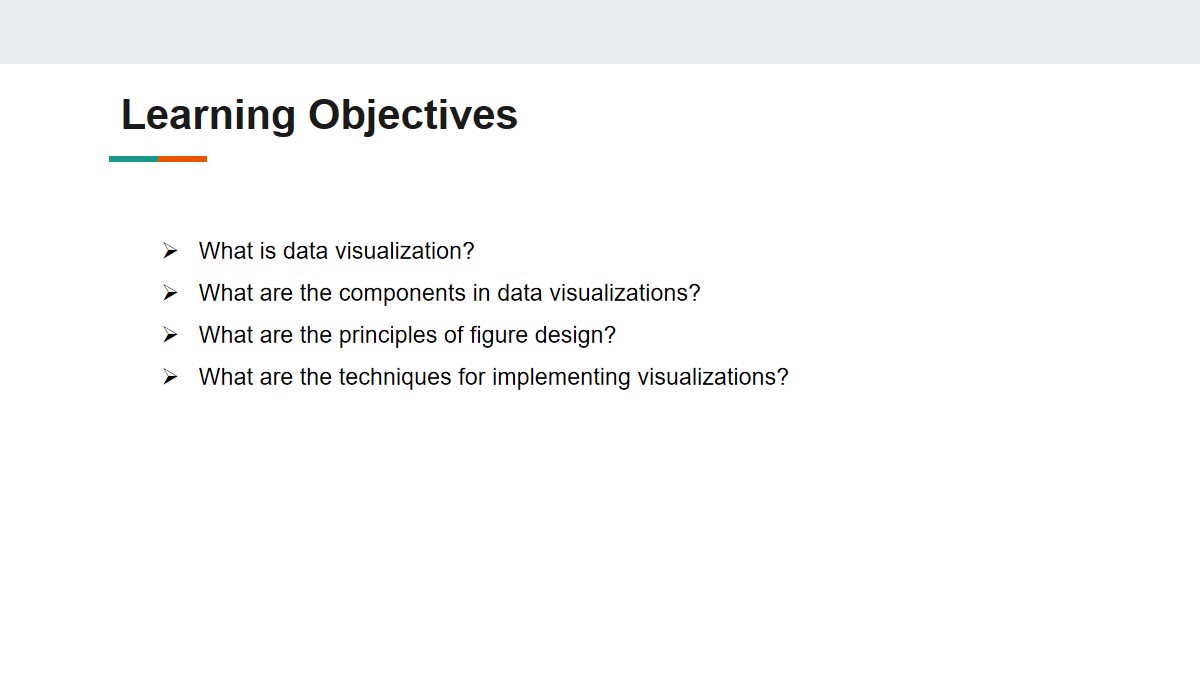 Learning Objectives
➢ What is data visualization?
➢ What are the components in data visualizations?
➢ What are the principles of figure design?
➢ What are the techniques for implementing visualizations?